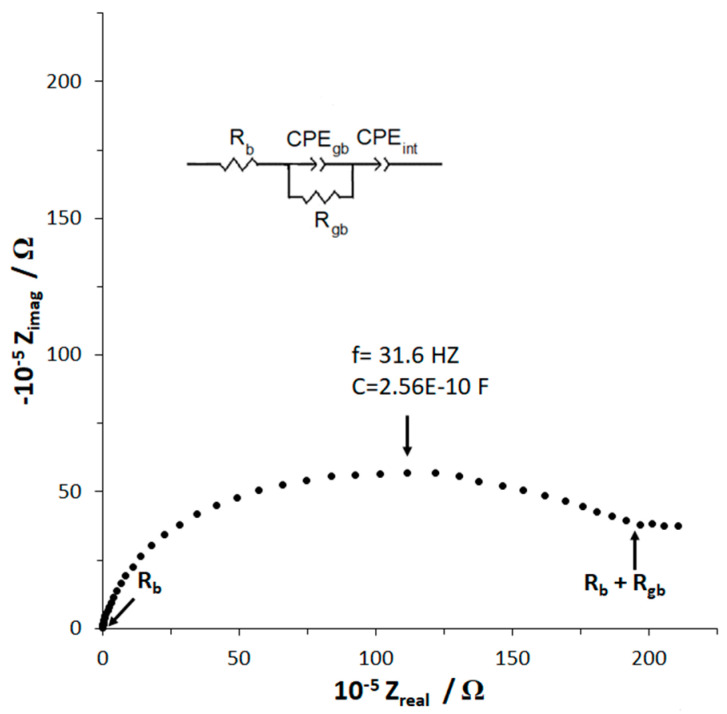 200
150
100
50
0
-10⁻⁵ Z_imag / Ω
R_b
CPE_gb
CPE_int
R_gb
f= 31.6 HZ
C=2.56E-10 F
R_b
R_b + R_gb
0
50
100
150
200
10⁻⁵ Z_real / Ω